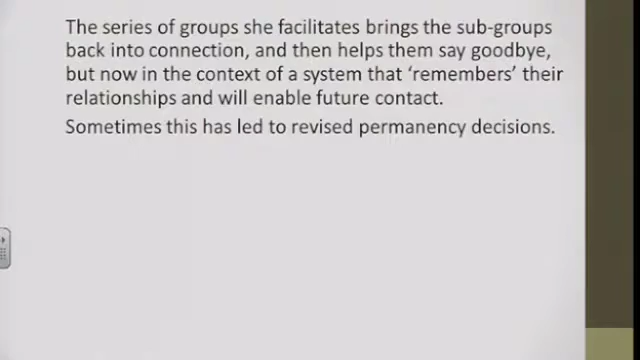 The series of groups she facilitates brings the sub-groups
back into connection, and then helps them say goodbye,
but now in the context of a system that ‘remembers’ their
relationships and will enable future contact.
Sometimes this has led to revised permanency decisions.